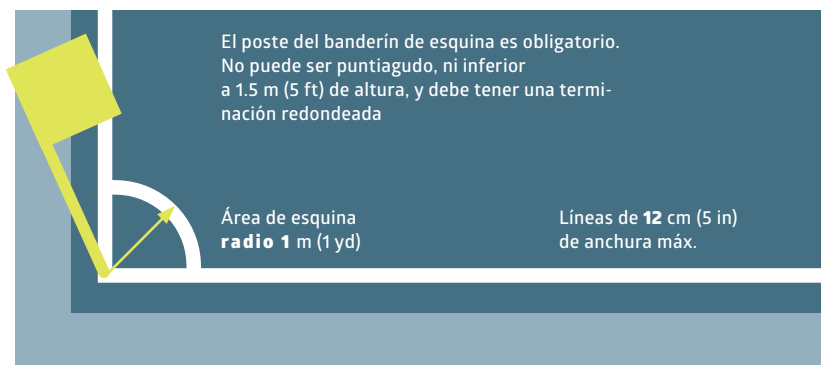 El poste del banderín de esquina es obligatorio.
No puede ser puntiagudo, ni inferior
a 1.5 m (5 ft) de altura, y debe tener una termi-
nación redondeada
Área de esquina
radio 1 m (1 yd)
Líneas de 12 cm (5 in)
de anchura máx.